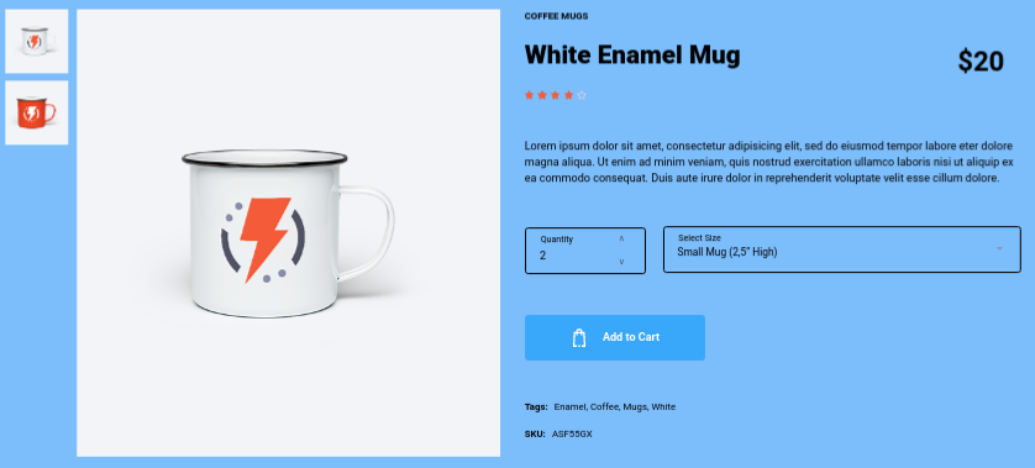 COFFEE MUGS
White Enamel Mug
$20
Lorem ipsum dolor sit amet, consectetur adipisicing elit, sed do eiusmod tempor labore eter dolore
magna aliqua. Ut enim ad minim veniam, quis nostrud exercitation ullamco laboris nisi ut aliquip ex
ea commodo consequat. Duis aute irure dolor in reprehenderit voluptate velit esse cillum dolore.
Quantity
2
Select Size
Small Mug (2,5" High)
Add to Cart
Tags: Enamel, Coffee, Mugs, White
SKU: ASF55GX